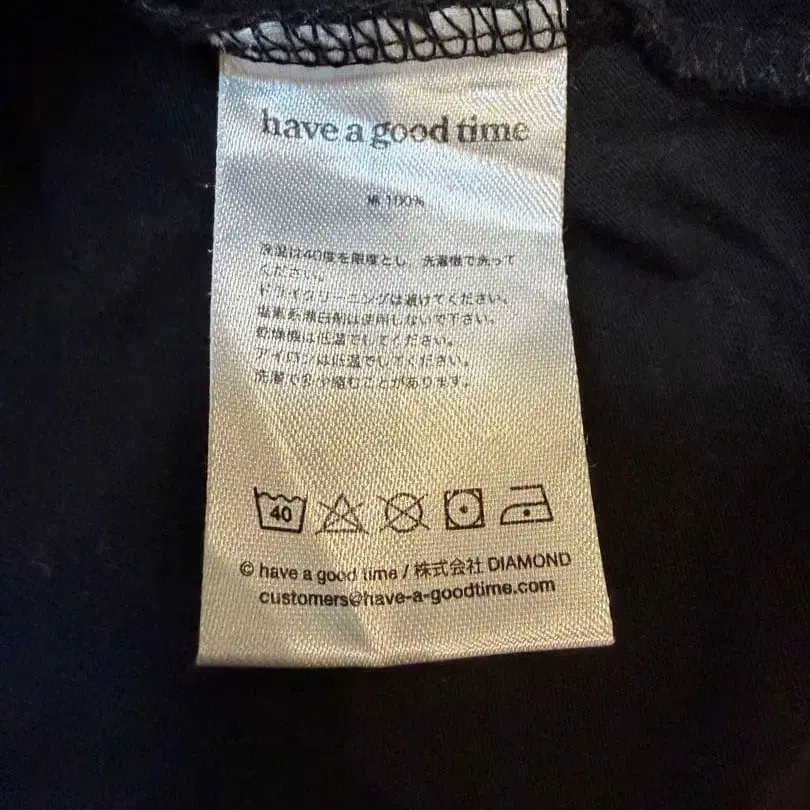 have a good time
綿 100%
洗濯は40度を限度とし、洗濯機で洗って
ください。
ドライクリーニングは避けてください。
塩素系漂白剤は使用しないで下さい。
乾燥機は低温でしてください。
アイロンは低温でしてください。
洗濯で多少縮むことがあります。
40
© have a good time / 株式会社 DIAMOND
customers@have-a-goodtime.com